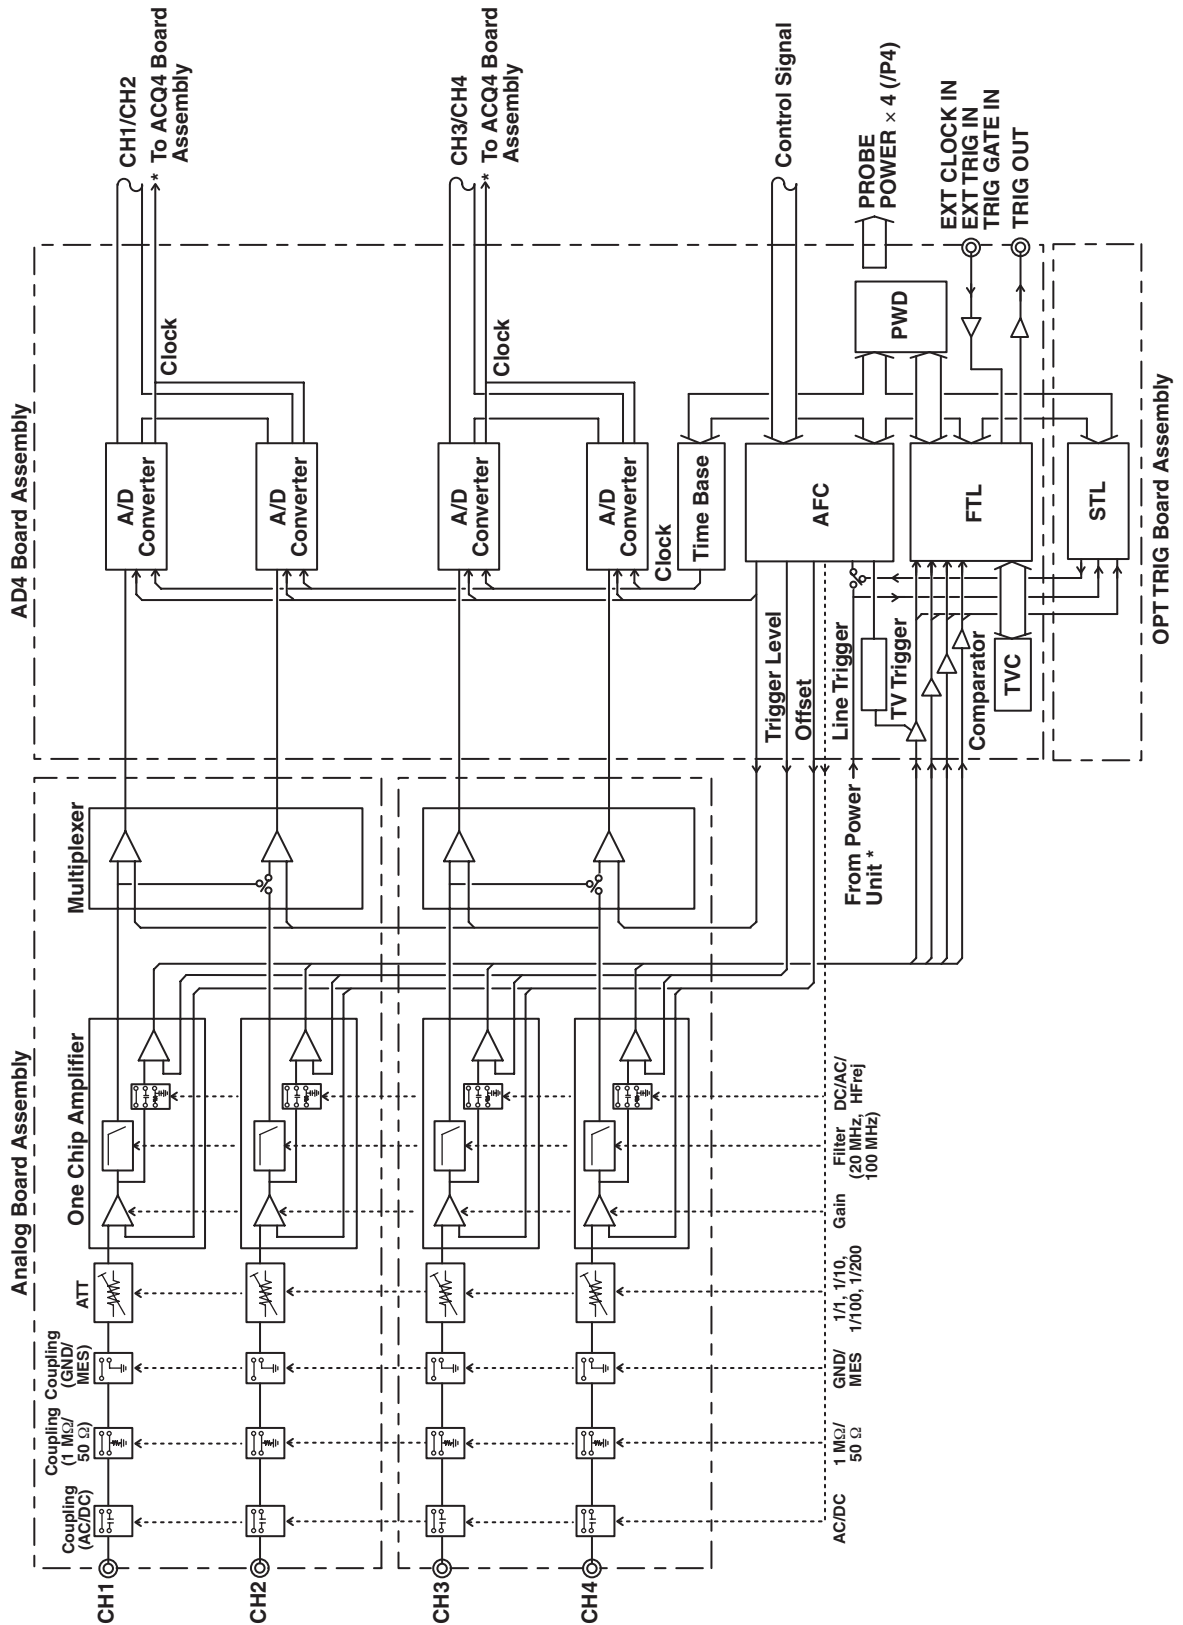 Analog Board Assembly
AD4 Board Assembly
Coupling
(AC/DC)
Coupling
(1 MΩ/
50 Ω)
Coupling
(GND/
MES)
ATT
One Chip Amplifier
Multiplexer
CH1
CH2
CH3
CH4
A/D
Converter
A/D
Converter
A/D
Converter
A/D
Converter
Clock
CH1/CH2
* To ACQ4 Board
Assembly
Clock
CH3/CH4
* To ACQ4 Board
Assembly
Clock
Time Base
Control Signal
AFC
Trigger Level
Offset
Line Trigger
TV Trigger
Comparator
From Power
Unit *
PWD
PROBE
POWER × 4 (/P4)
FTL
TVC
STL
EXT CLOCK IN
EXT TRIG IN
TRIG GATE IN
TRIG OUT
OPT TRIG Board Assembly
AC/DC
1 MΩ/
50 Ω
GND/
MES
1/1, 1/10,
1/100, 1/200
Gain
Filter
(20 MHz,
100 MHz)
DC/AC/
HFrej